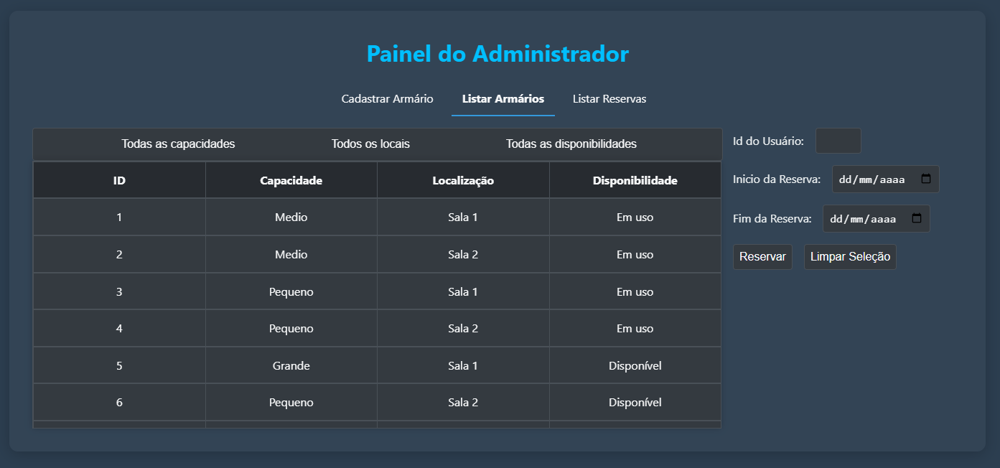 Painel do Administrador
Cadastrar Armário Listar Armários Listar Reservas
Todas as capacidades Todos os locais Todas as disponibilidades
ID Capacidade Localização Disponibilidade
1 Medio Sala 1 Em uso
2 Medio Sala 2 Em uso
3 Pequeno Sala 1 Em uso
4 Pequeno Sala 2 Em uso
5 Grande Sala 1 Disponível
6 Pequeno Sala 2 Disponível
Id do Usuário:
Inicio da Reserva: dd/mm/aaaa
Fim da Reserva: dd/mm/aaaa
Reservar Limpar Seleção